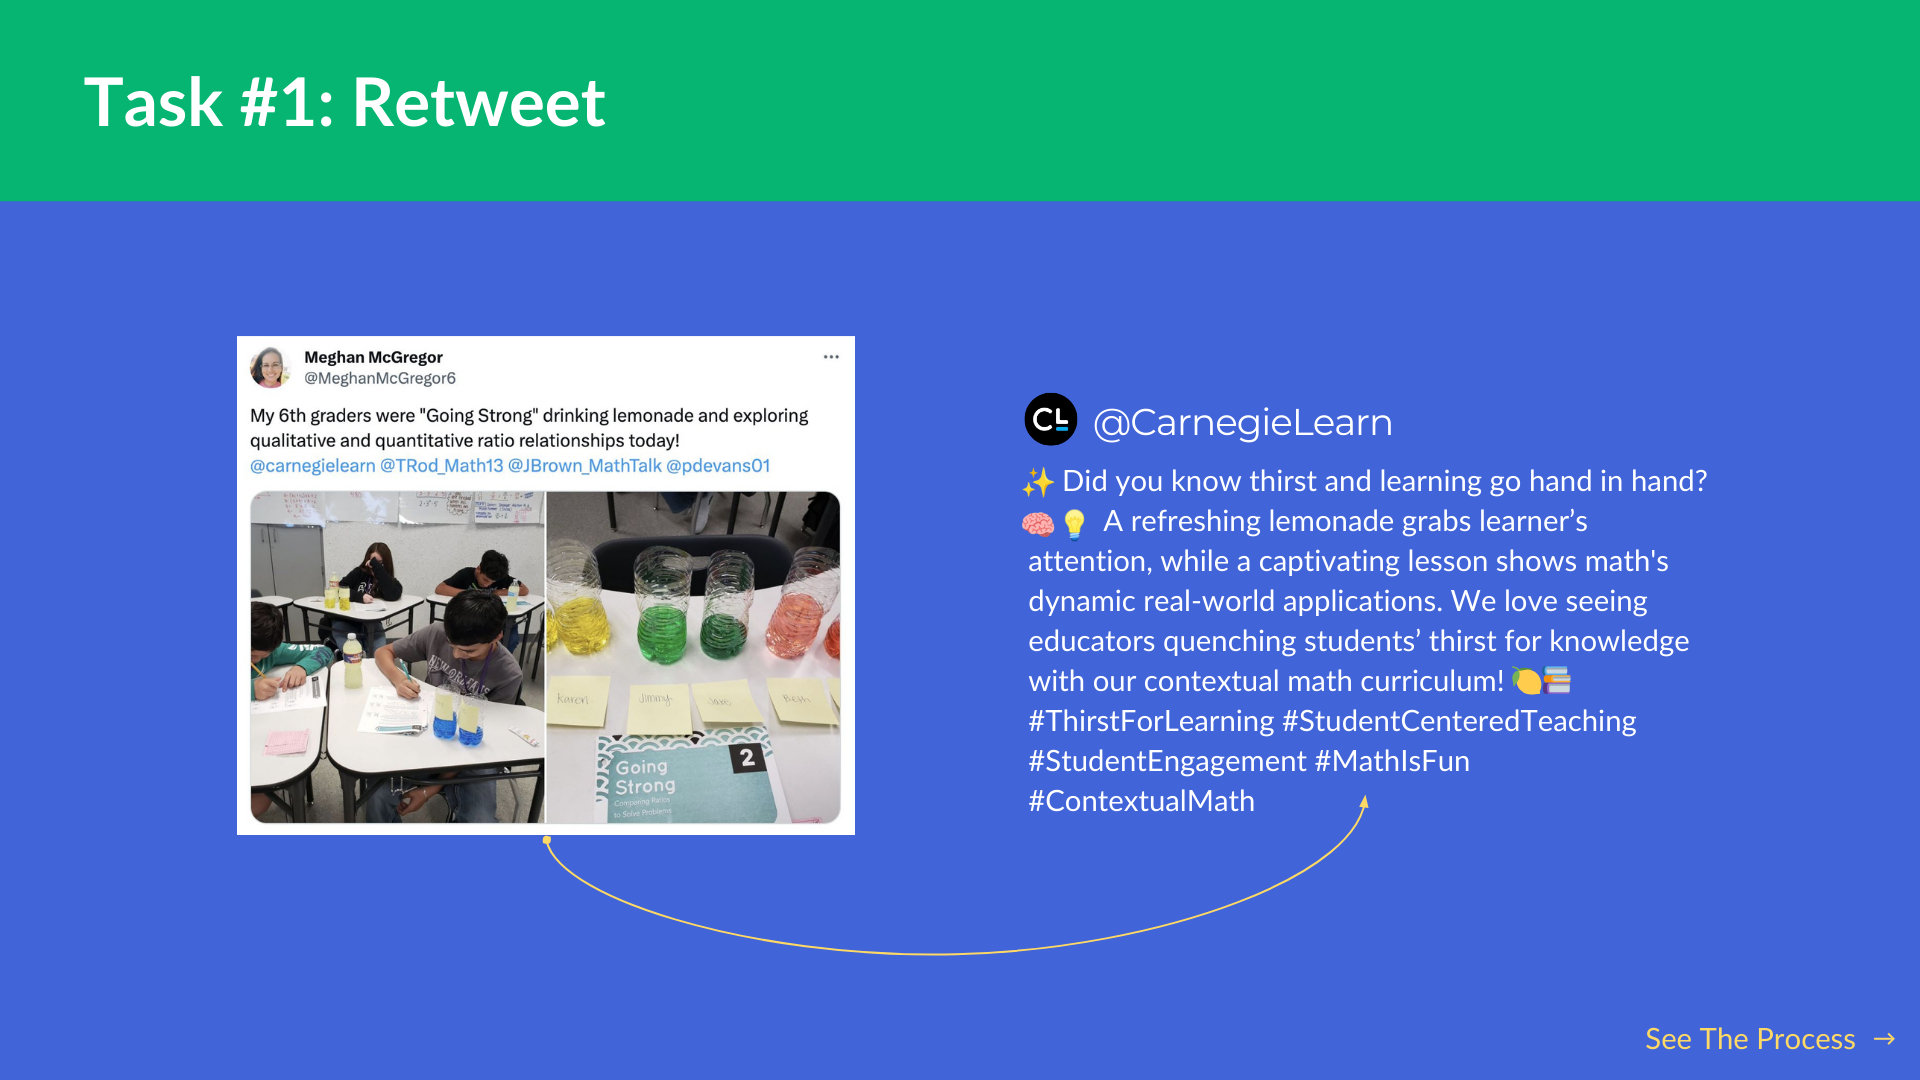 Task #1: Retweet
Meghan McGregor
@MeghanMcGregor6
My 6th graders were "Going Strong" drinking lemonade and exploring
qualitative and quantitative ratio relationships today!
@carnegielearn @TRod_Math13 @JBrown_MathTalk @pdevans01
NEW ORLEANS
Karen
Jimmy
Jake
Beth
2
Going
Strong
Comparing Ratios
to Solve Problems
CL
@CarnegieLearn
✨ Did you know thirst and learning go hand in hand?
🧠💡 A refreshing lemonade grabs learner’s
attention, while a captivating lesson shows math's
dynamic real-world applications. We love seeing
educators quenching students’ thirst for knowledge
with our contextual math curriculum! 🍋📚
#ThirstForLearning #StudentCenteredTeaching
#StudentEngagement #MathIsFun
#ContextualMath
See The Process →